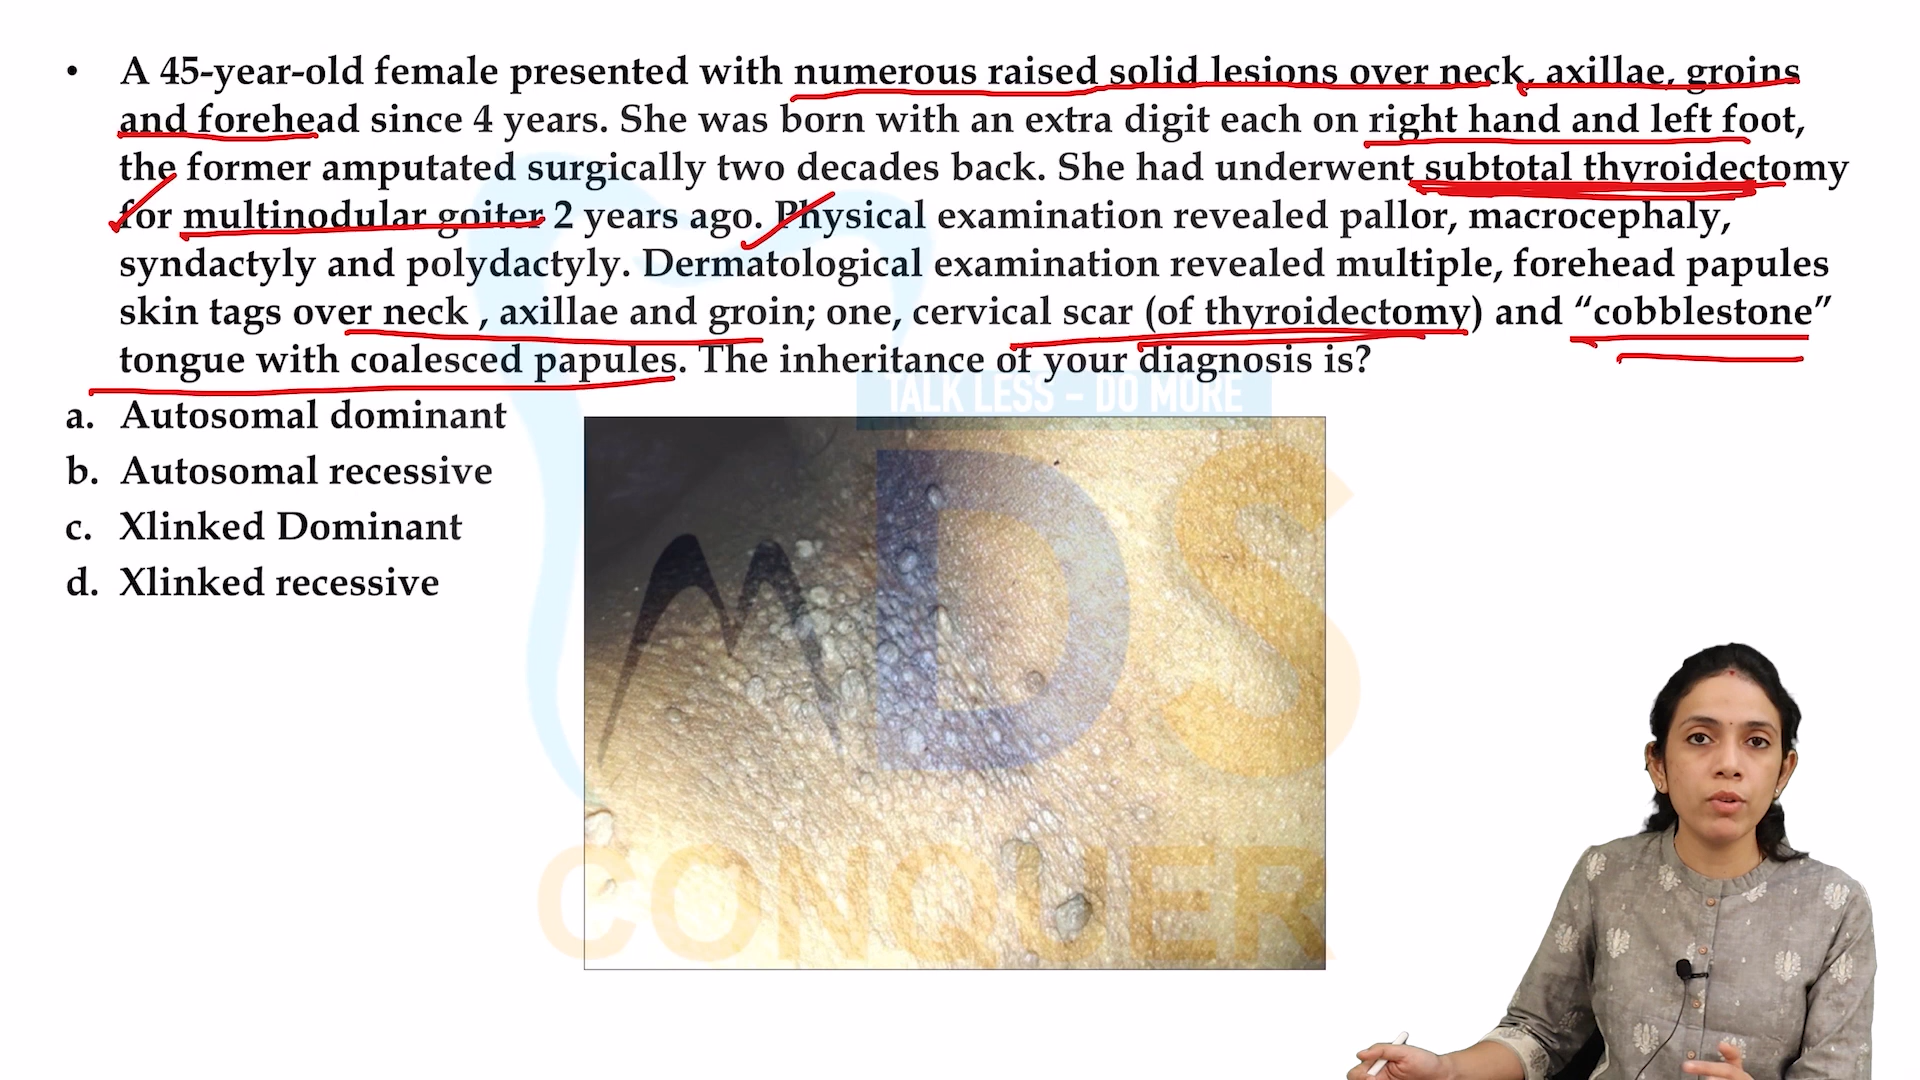 • A 45-year-old female presented with numerous raised solid lesions over neck, axillae, groins
and forehead since 4 years. She was born with an extra digit each on right hand and left foot,
the former amputated surgically two decades back. She had underwent subtotal thyroidectomy
for multinodular goiter 2 years ago. Physical examination revealed pallor, macrocephaly,
syndactyly and polydactyly. Dermatological examination revealed multiple, forehead papules
skin tags over neck , axillae and groin; one, cervical scar (of thyroidectomy) and “cobblestone”
tongue with coalesced papules. The inheritance of your diagnosis is?
TALK LESS - DO MORE
a. Autosomal dominant
b. Autosomal recessive
c. Xlinked Dominant
d. Xlinked recessive
MDS
CONQUER